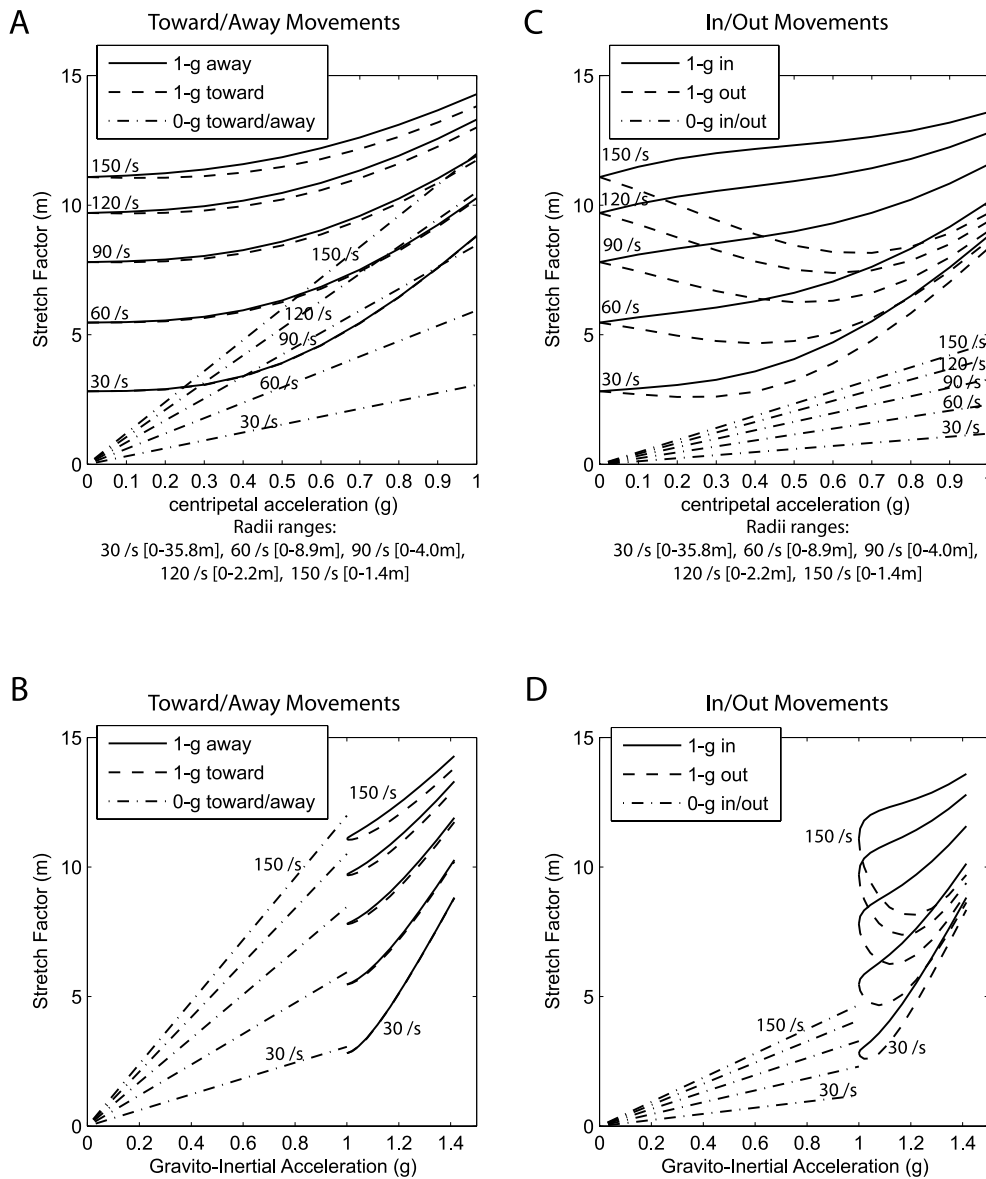 A
Toward/Away Movements
1-g away
1-g toward
0-g toward/away
15
10
5
0
Stretch Factor (m)
150 /s
120 /s
90 /s
60 /s
30 /s
150 /s
120 /s
90 /s
60 /s
30 /s
0 0.1 0.2 0.3 0.4 0.5 0.6 0.7 0.8 0.9 1
centripetal acceleration (g)
Radii ranges:
30 /s [0-35.8m], 60 /s [0-8.9m], 90 /s [0-4.0m],
120 /s [0-2.2m], 150 /s [0-1.4m]
C
In/Out Movements
1-g in
1-g out
0-g in/out
15
10
5
0
Stretch Factor (m)
150 /s
120 /s
90 /s
60 /s
30 /s
150 /s
120 /s
90 /s
60 /s
30 /s
0 0.1 0.2 0.3 0.4 0.5 0.6 0.7 0.8 0.9 1
centripetal acceleration (g)
Radii ranges:
30 /s [0-35.8m], 60 /s [0-8.9m], 90 /s [0-4.0m],
120 /s [0-2.2m], 150 /s [0-1.4m]
B
Toward/Away Movements
1-g away
1-g toward
0-g toward/away
15
10
5
0
Stretch Factor (m)
150 /s
150 /s
30 /s
30 /s
0 0.2 0.4 0.6 0.8 1 1.2 1.4
Gravito-Inertial Acceleration (g)
D
In/Out Movements
1-g in
1-g out
0-g in/out
15
10
5
0
Stretch Factor (m)
150 /s
150 /s
30 /s
30 /s
0 0.2 0.4 0.6 0.8 1 1.2 1.4
Gravito-Inertial Acceleration (g)